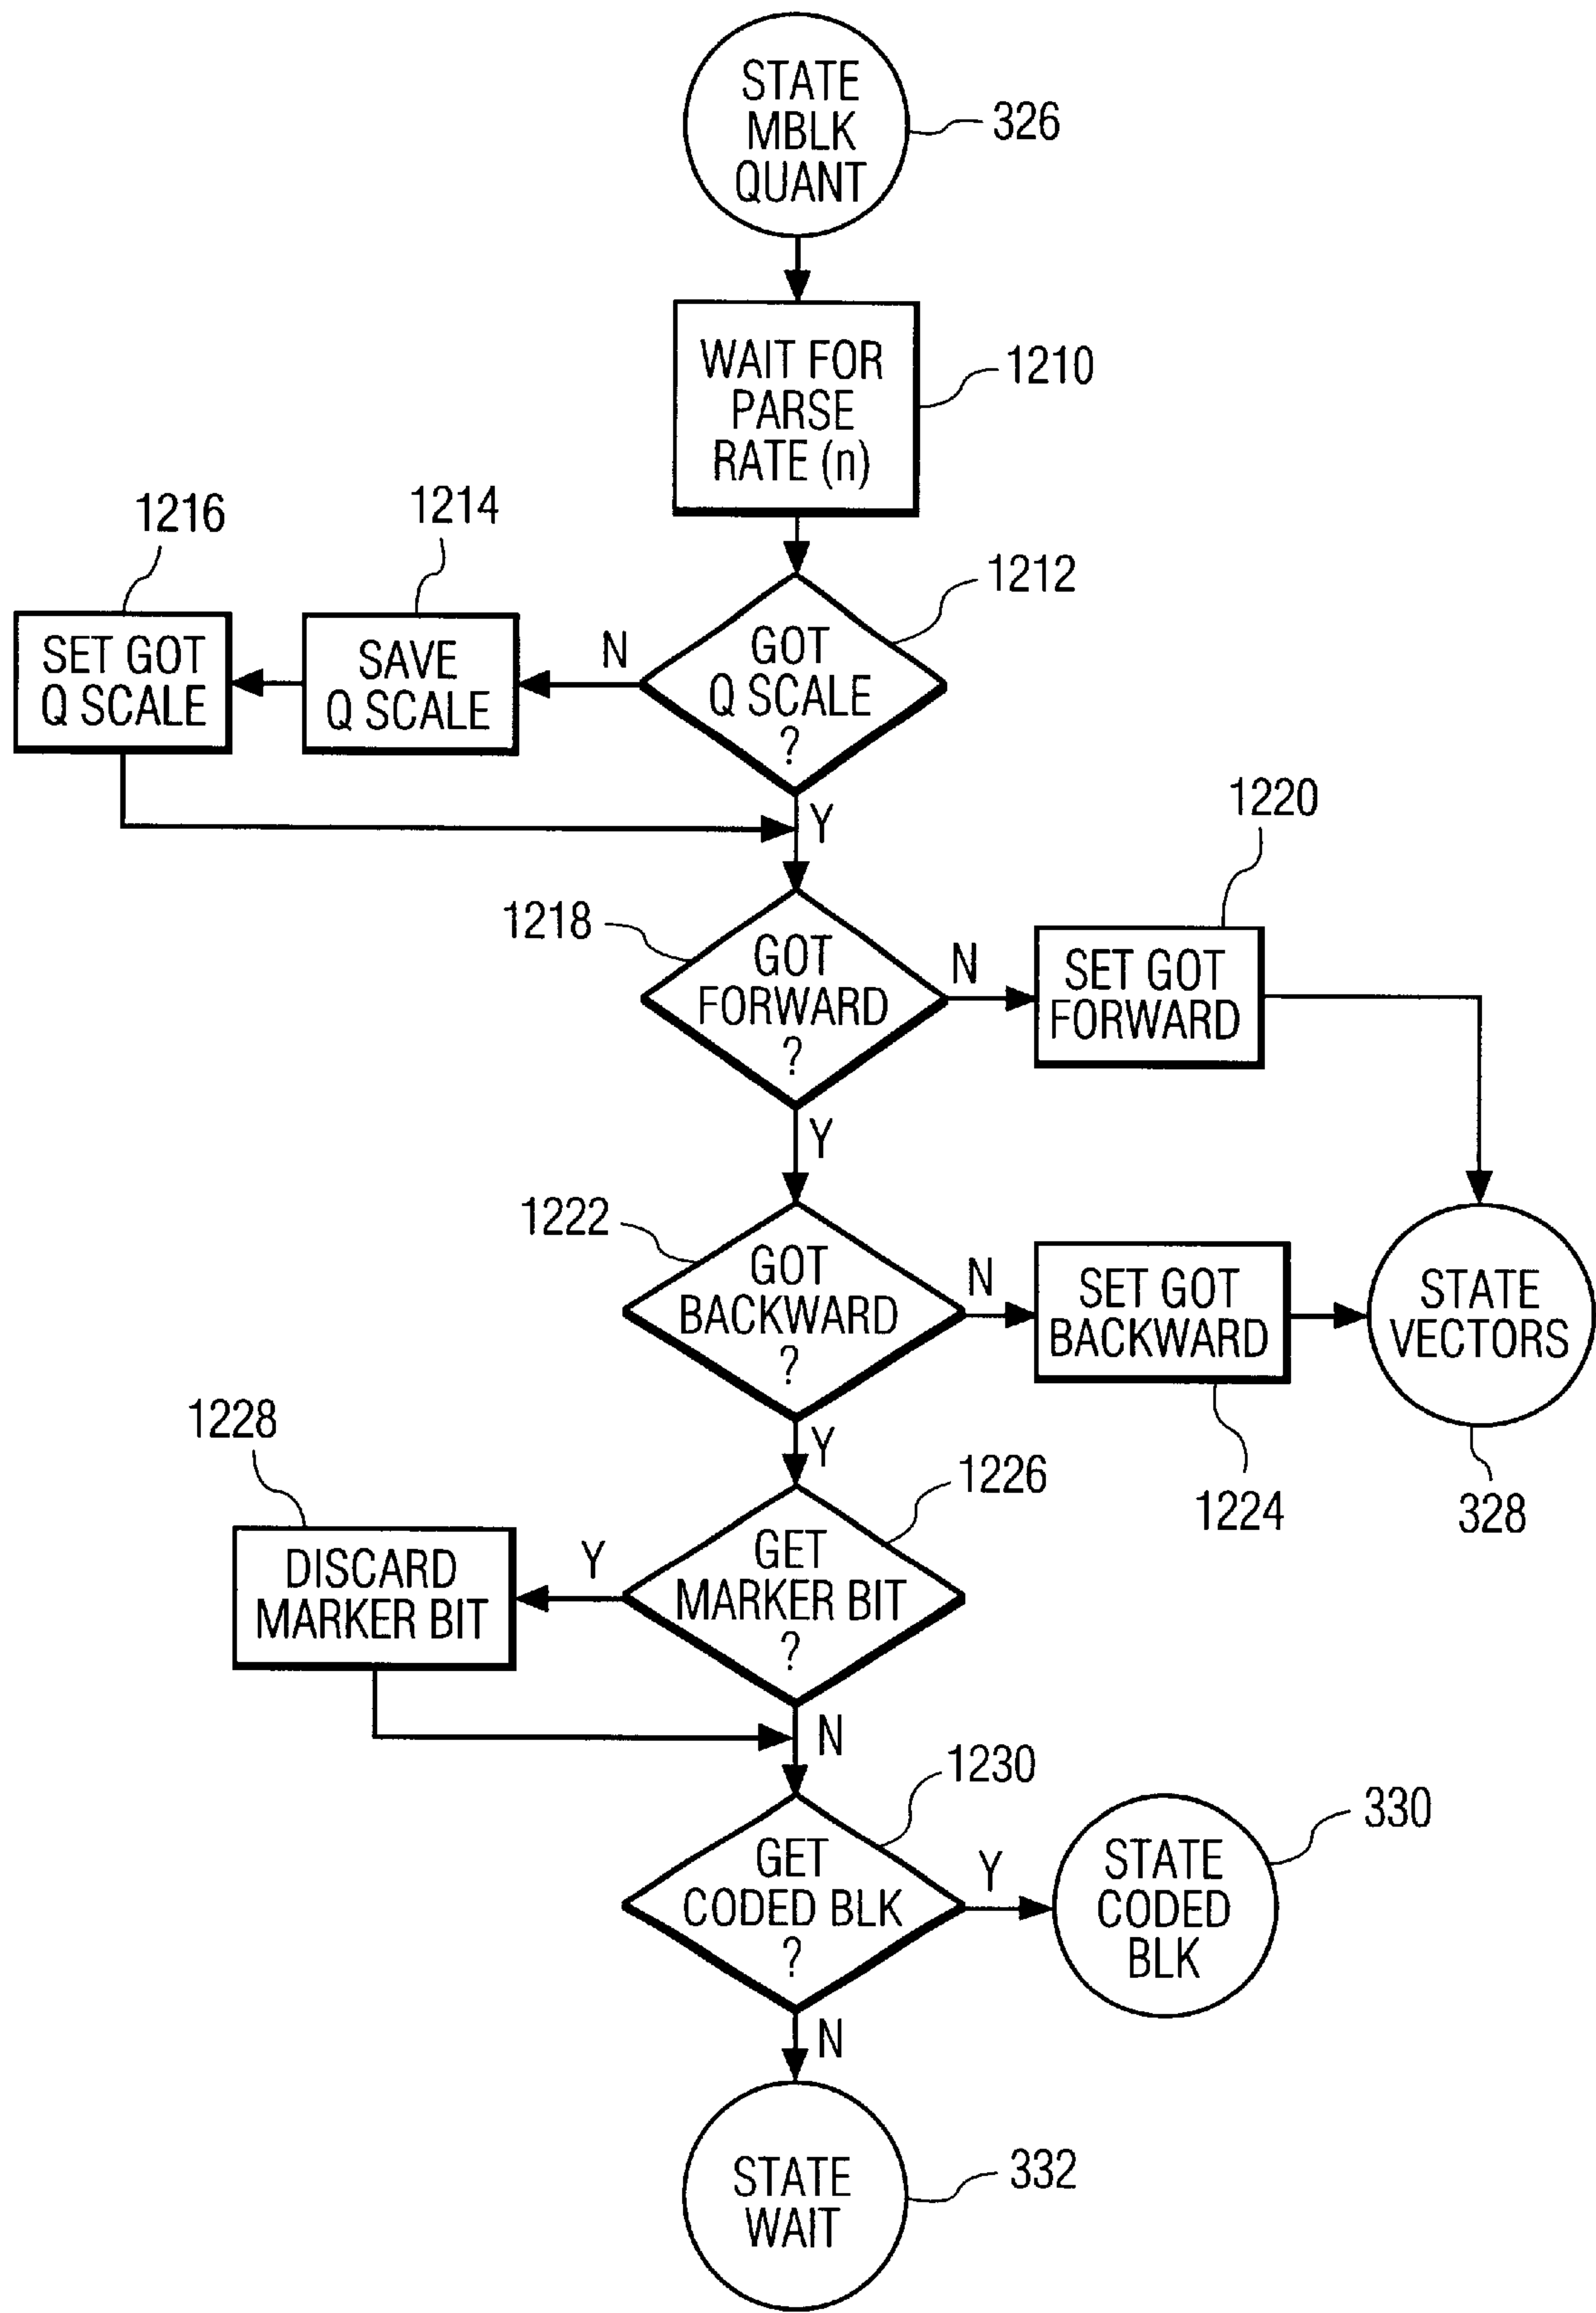 STATE
MBLK
QUANT
326
WAIT FOR
PARSE
RATE (n)
1210
1216
1214
1212
SET GOT
Q SCALE
SAVE
Q SCALE
N
GOT
Q SCALE
?
Y
1220
1218
GOT
FORWARD
?
N
SET GOT
FORWARD
Y
1222
GOT
BACKWARD
?
N
SET GOT
BACKWARD
STATE
VECTORS
1228
Y
1226
1224
328
DISCARD
MARKER BIT
Y
GET
MARKER BIT
?
N
1230
330
GET
CODED BLK
?
Y
STATE
CODED
BLK
N
STATE
WAIT
332